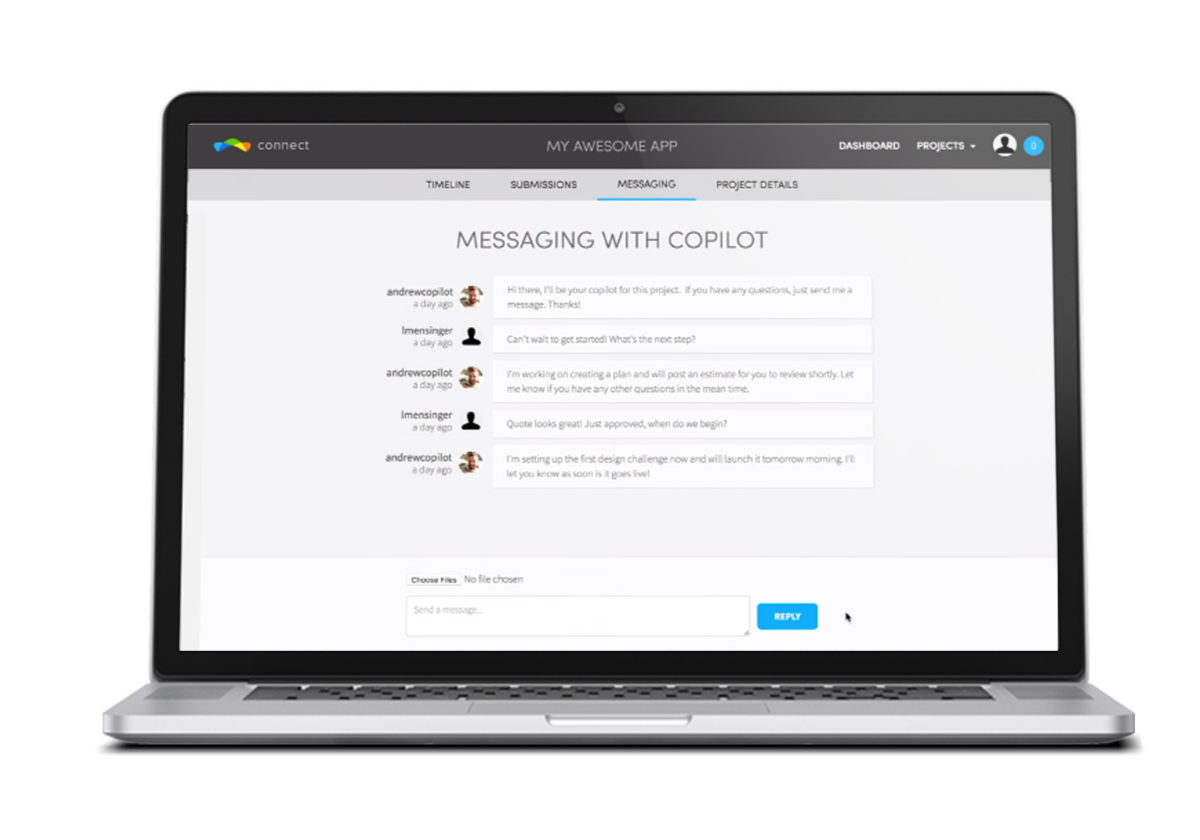 connect
MY AWESOME APP
DASHBOARD
PROJECTS
0
TIMELINE
SUBMISSIONS
MESSAGING
PROJECT DETAILS
MESSAGING WITH COPILOT
andrewcopilot
a day ago
Hi there, I'll be your copilot for this project. If you have any questions, just send me a
message. Thanks!
lmensinger
a day ago
Can't wait to get started! What's the next step?
andrewcopilot
a day ago
I'm working on creating a plan and will post an estimate for you to review shortly. Let
me know if you have any other questions in the mean time.
lmensinger
a day ago
Quote looks great! Just approved, when do we begin?
andrewcopilot
a day ago
I'm setting up the first design challenge now and will launch it tomorrow morning. I'll
let you know as soon is it goes live!
Choose Files No file chosen
Send a message...
REPLY